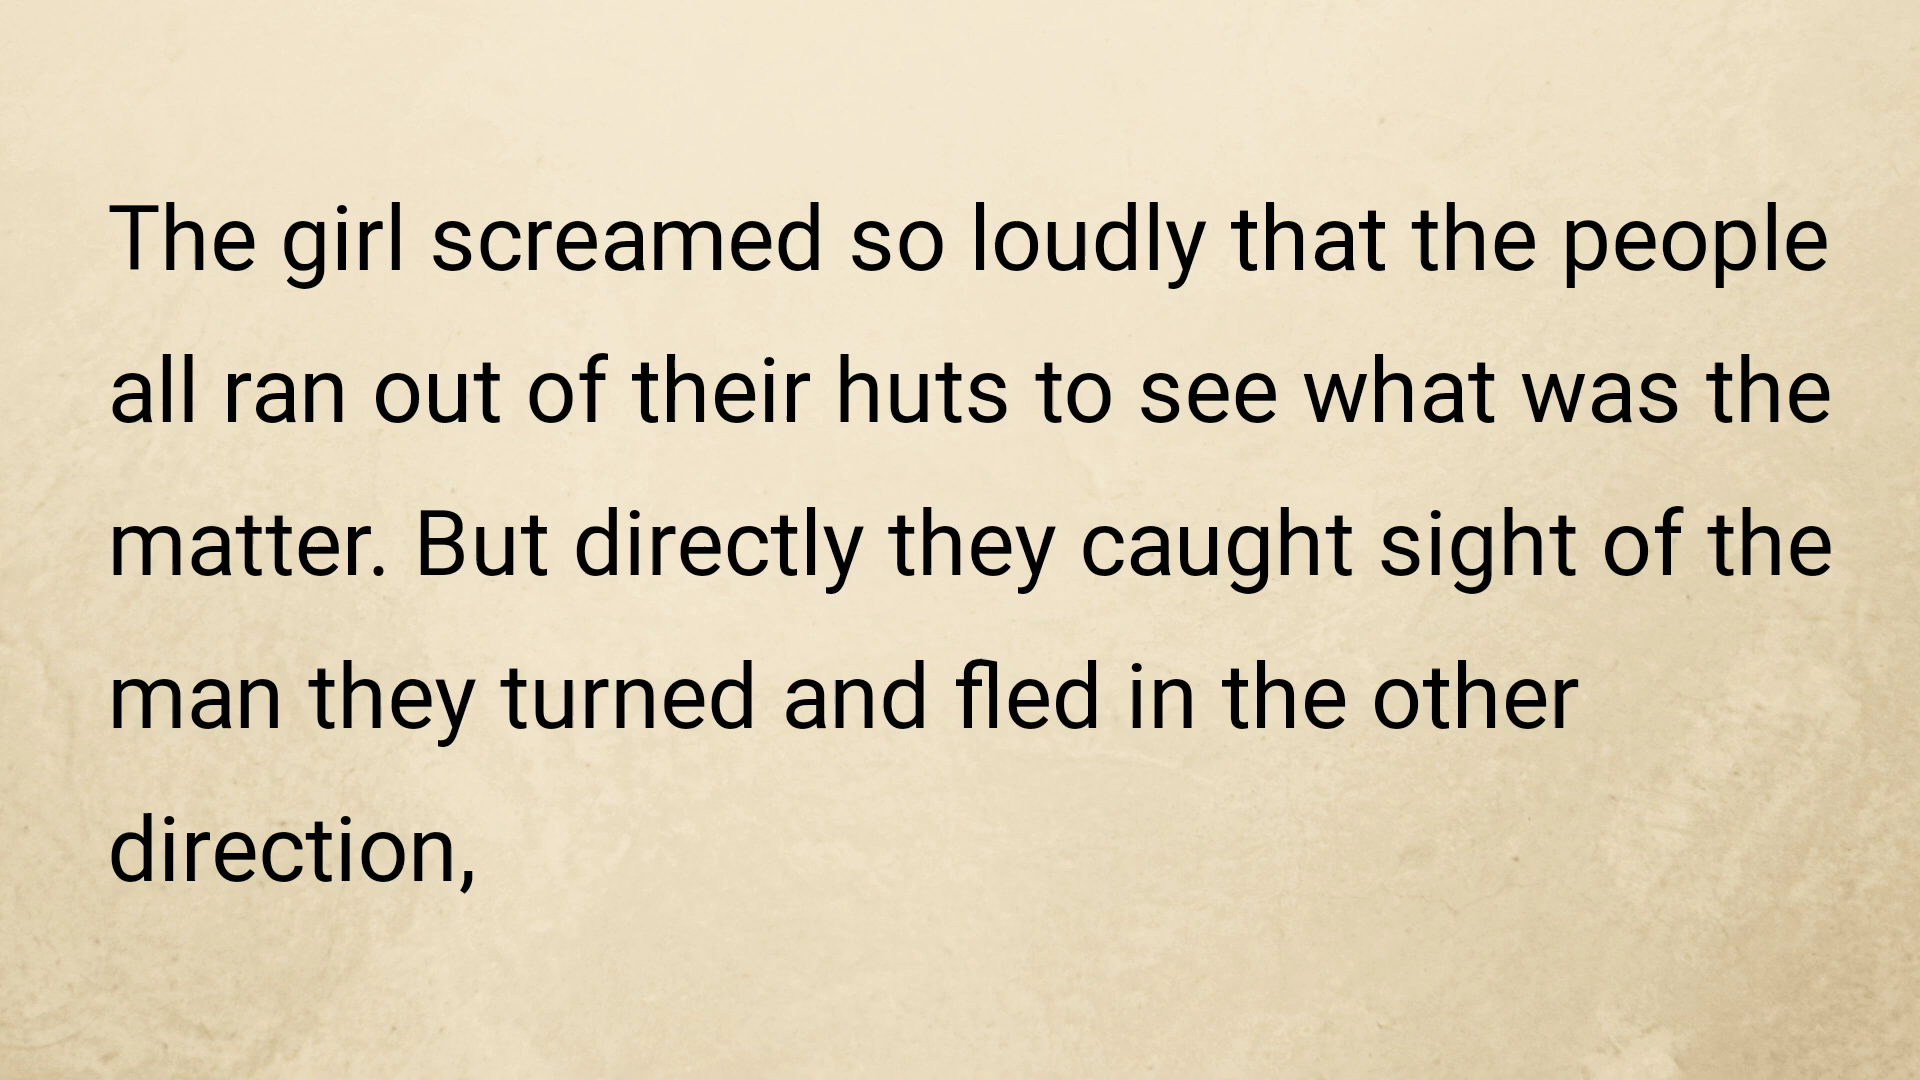 The girl screamed so loudly that the people
all ran out of their huts to see what was the
matter. But directly they caught sight of the
man they turned and fled in the other
direction,